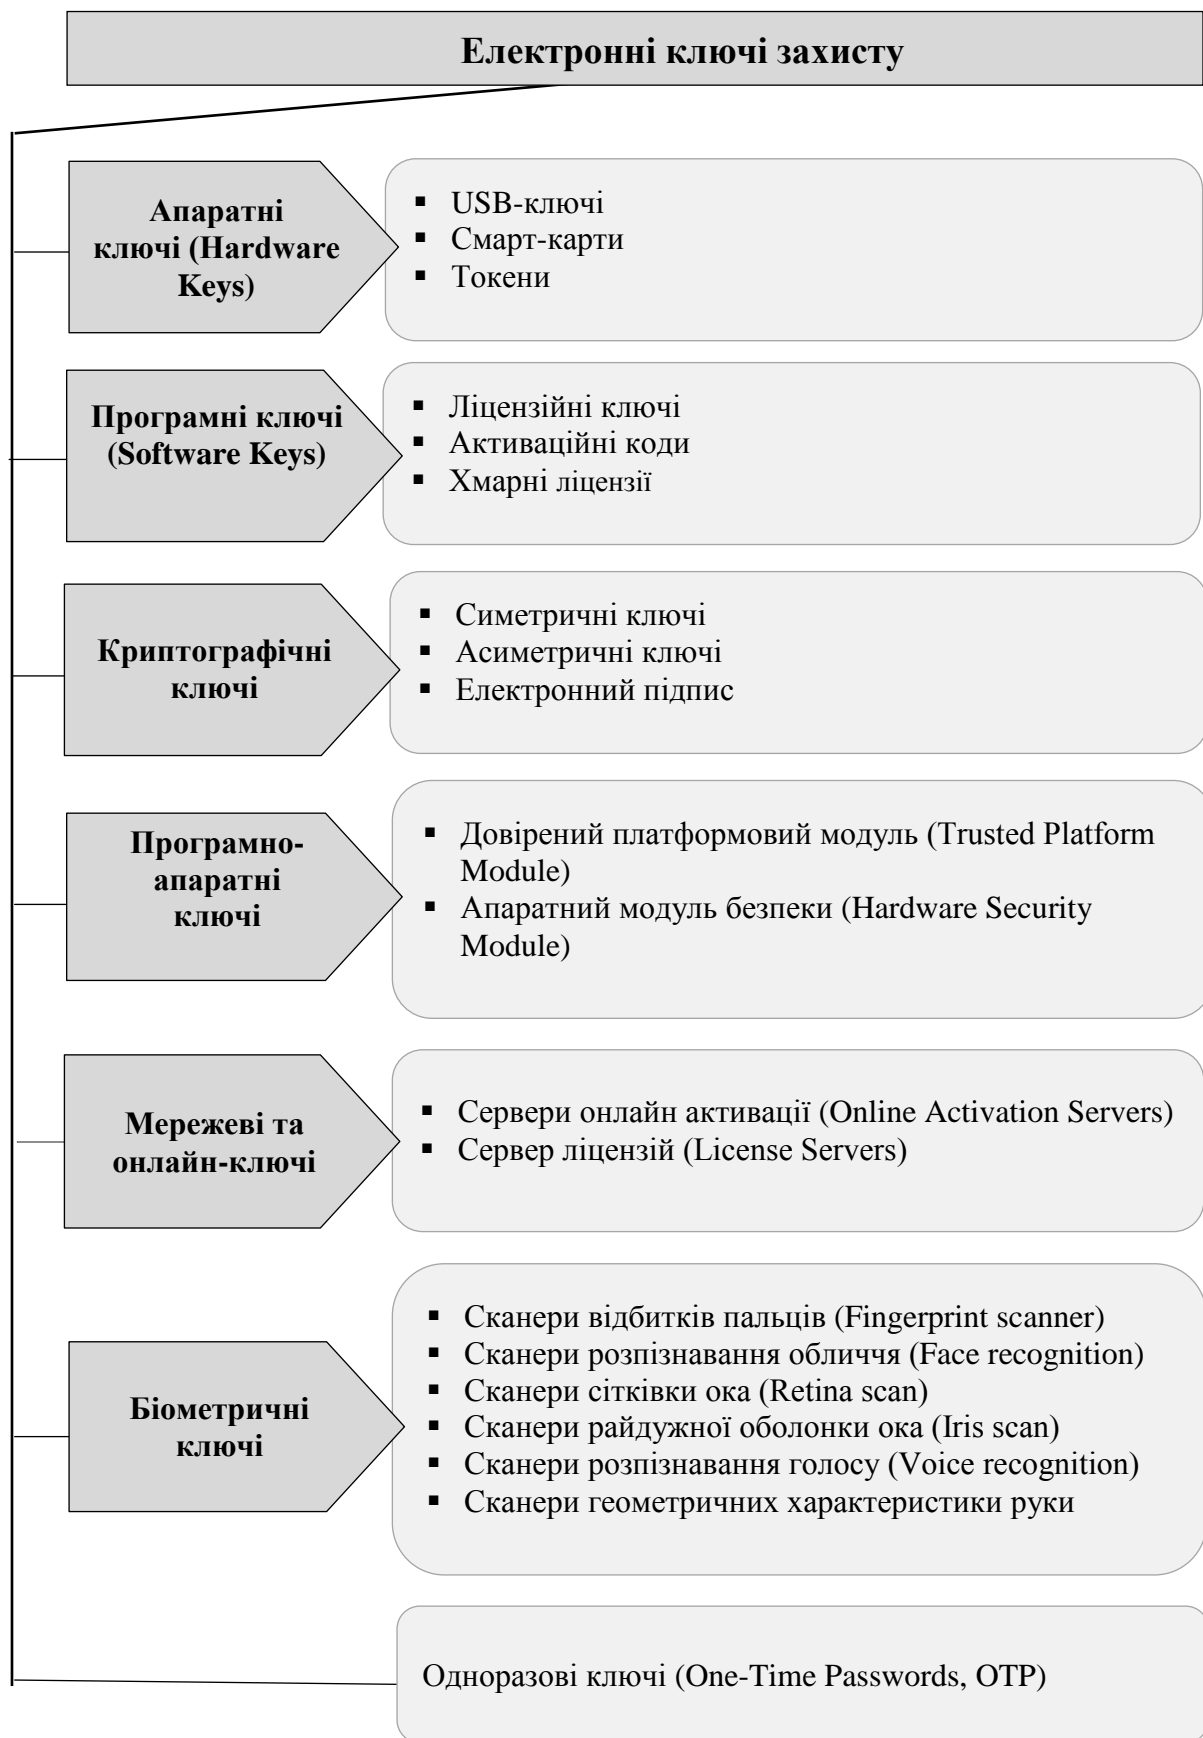 Електронні ключі захисту
Апаратні
ключі (Hardware
Keys)
▪ USB-ключі
▪ Смарт-карти
▪ Токени
Програмні ключі
(Software Keys)
▪ Ліцензійні ключі
▪ Активаційні коди
▪ Хмарні ліцензії
Криптографічні
ключі
▪ Симетричні ключі
▪ Асиметричні ключі
▪ Електронний підпис
Програмно-
апаратні
ключі
▪ Довірений платформовий модуль (Trusted Platform
Module)
▪ Апаратний модуль безпеки (Hardware Security
Module)
Мережеві та
онлайн-ключі
▪ Сервери онлайн активації (Online Activation Servers)
▪ Сервер ліцензій (License Servers)
Біометричні
ключі
▪ Сканери відбитків пальців (Fingerprint scanner)
▪ Сканери розпізнавання обличчя (Face recognition)
▪ Сканери сітківки ока (Retina scan)
▪ Сканери райдужної оболонки ока (Iris scan)
▪ Сканери розпізнавання голосу (Voice recognition)
▪ Сканери геометричних характеристики руки
Одноразові ключі (One-Time Passwords, OTP)